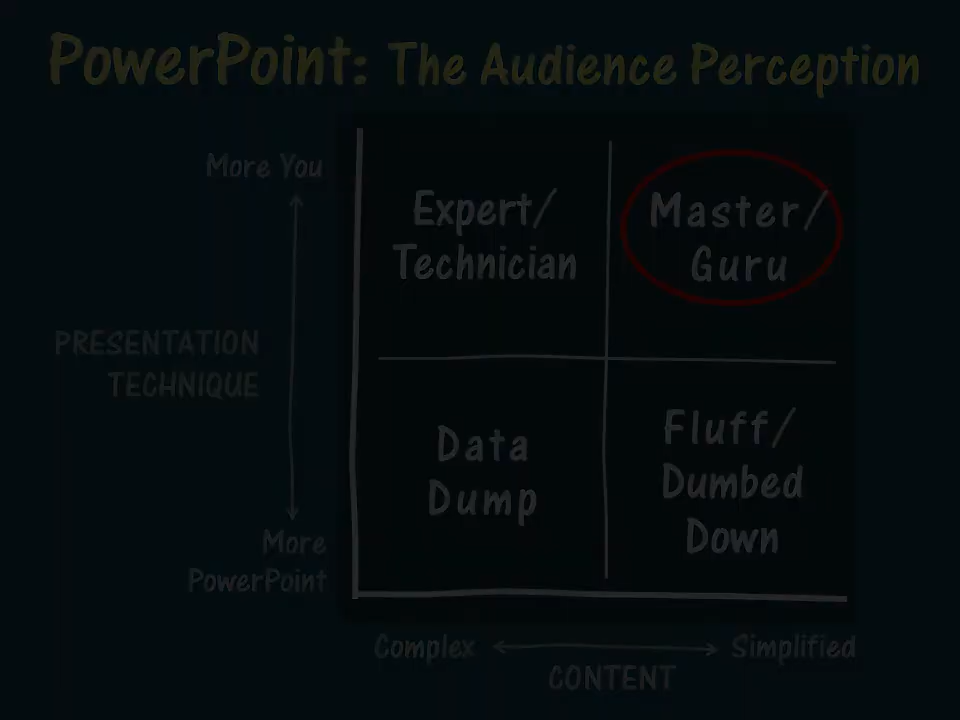 PowerPoint: The Audience Perception
More You
Expert/
Technician
Master/
Guru
PRESENTATION
TECHNIQUE
Data
Dump
Fluff/
Dumbed
Down
More
PowerPoint
Complex
Simplified
CONTENT